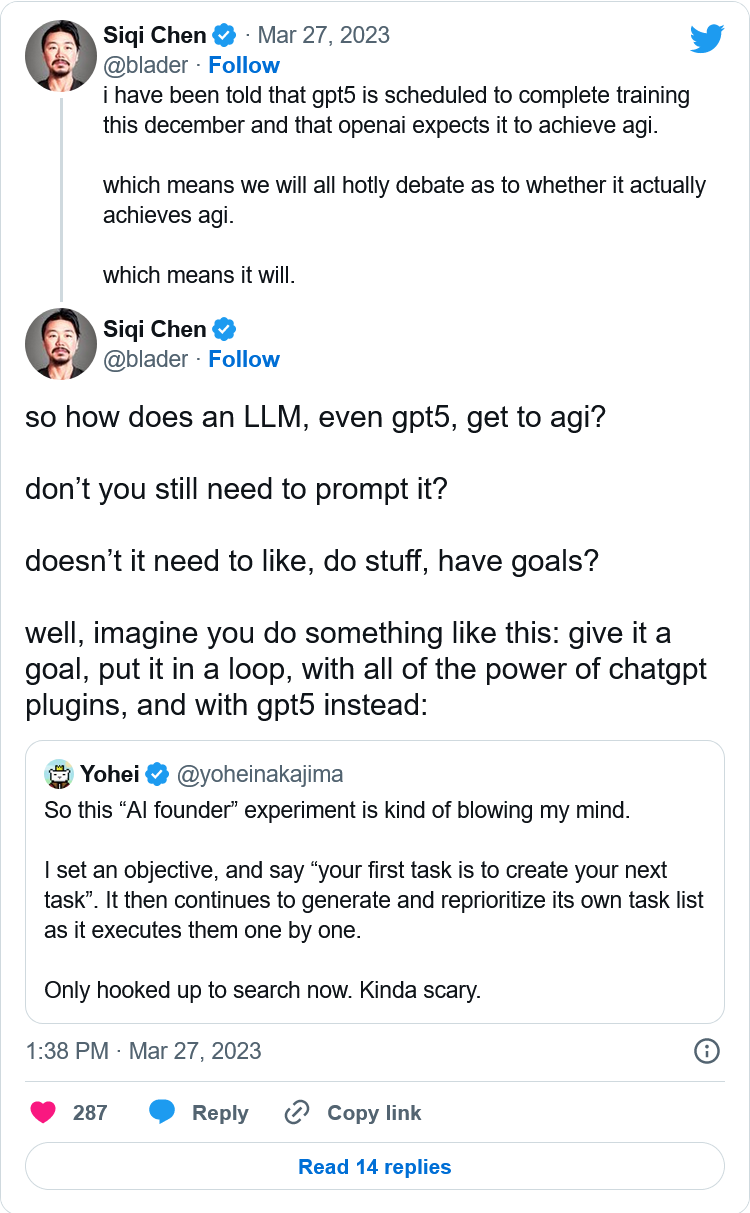 Siqi Chen · Mar 27, 2023
@blader · Follow
i have been told that gpt5 is scheduled to complete training
this december and that openai expects it to achieve agi.
which means we will all hotly debate as to whether it actually
achieves agi.
which means it will.
Siqi Chen
@blader · Follow
so how does an LLM, even gpt5, get to agi?
don’t you still need to prompt it?
doesn’t it need to like, do stuff, have goals?
well, imagine you do something like this: give it a
goal, put it in a loop, with all of the power of chatgpt
plugins, and with gpt5 instead:
Yohei @yoheinakajima
So this “AI founder” experiment is kind of blowing my mind.
I set an objective, and say “your first task is to create your next
task”. It then continues to generate and reprioritize its own task list
as it executes them one by one.
Only hooked up to search now. Kinda scary.
1:38 PM · Mar 27, 2023
287 Reply Copy link
Read 14 replies